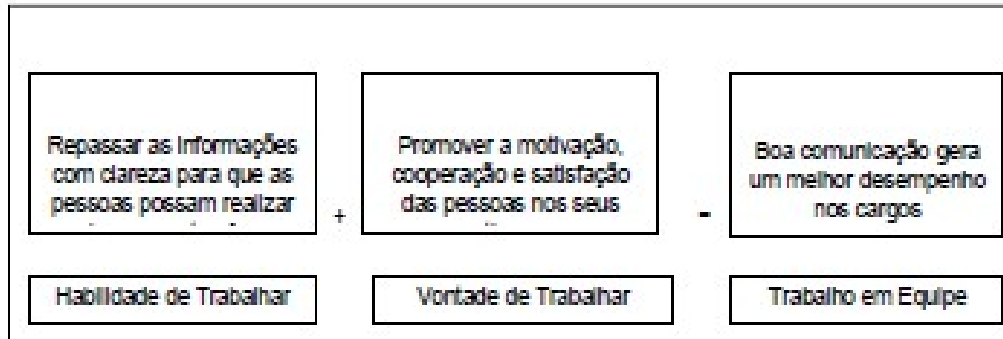 Repassar as informações
com clareza para que as
pessoas possam realizar
+
Promover a motivação,
cooperação e satisfação
das pessoas nos seus
=
Boa comunicação gera
um melhor desempenho
nos cargos
Habilidade de Trabalhar
Vontade de Trabalhar
Trabalho em Equipe